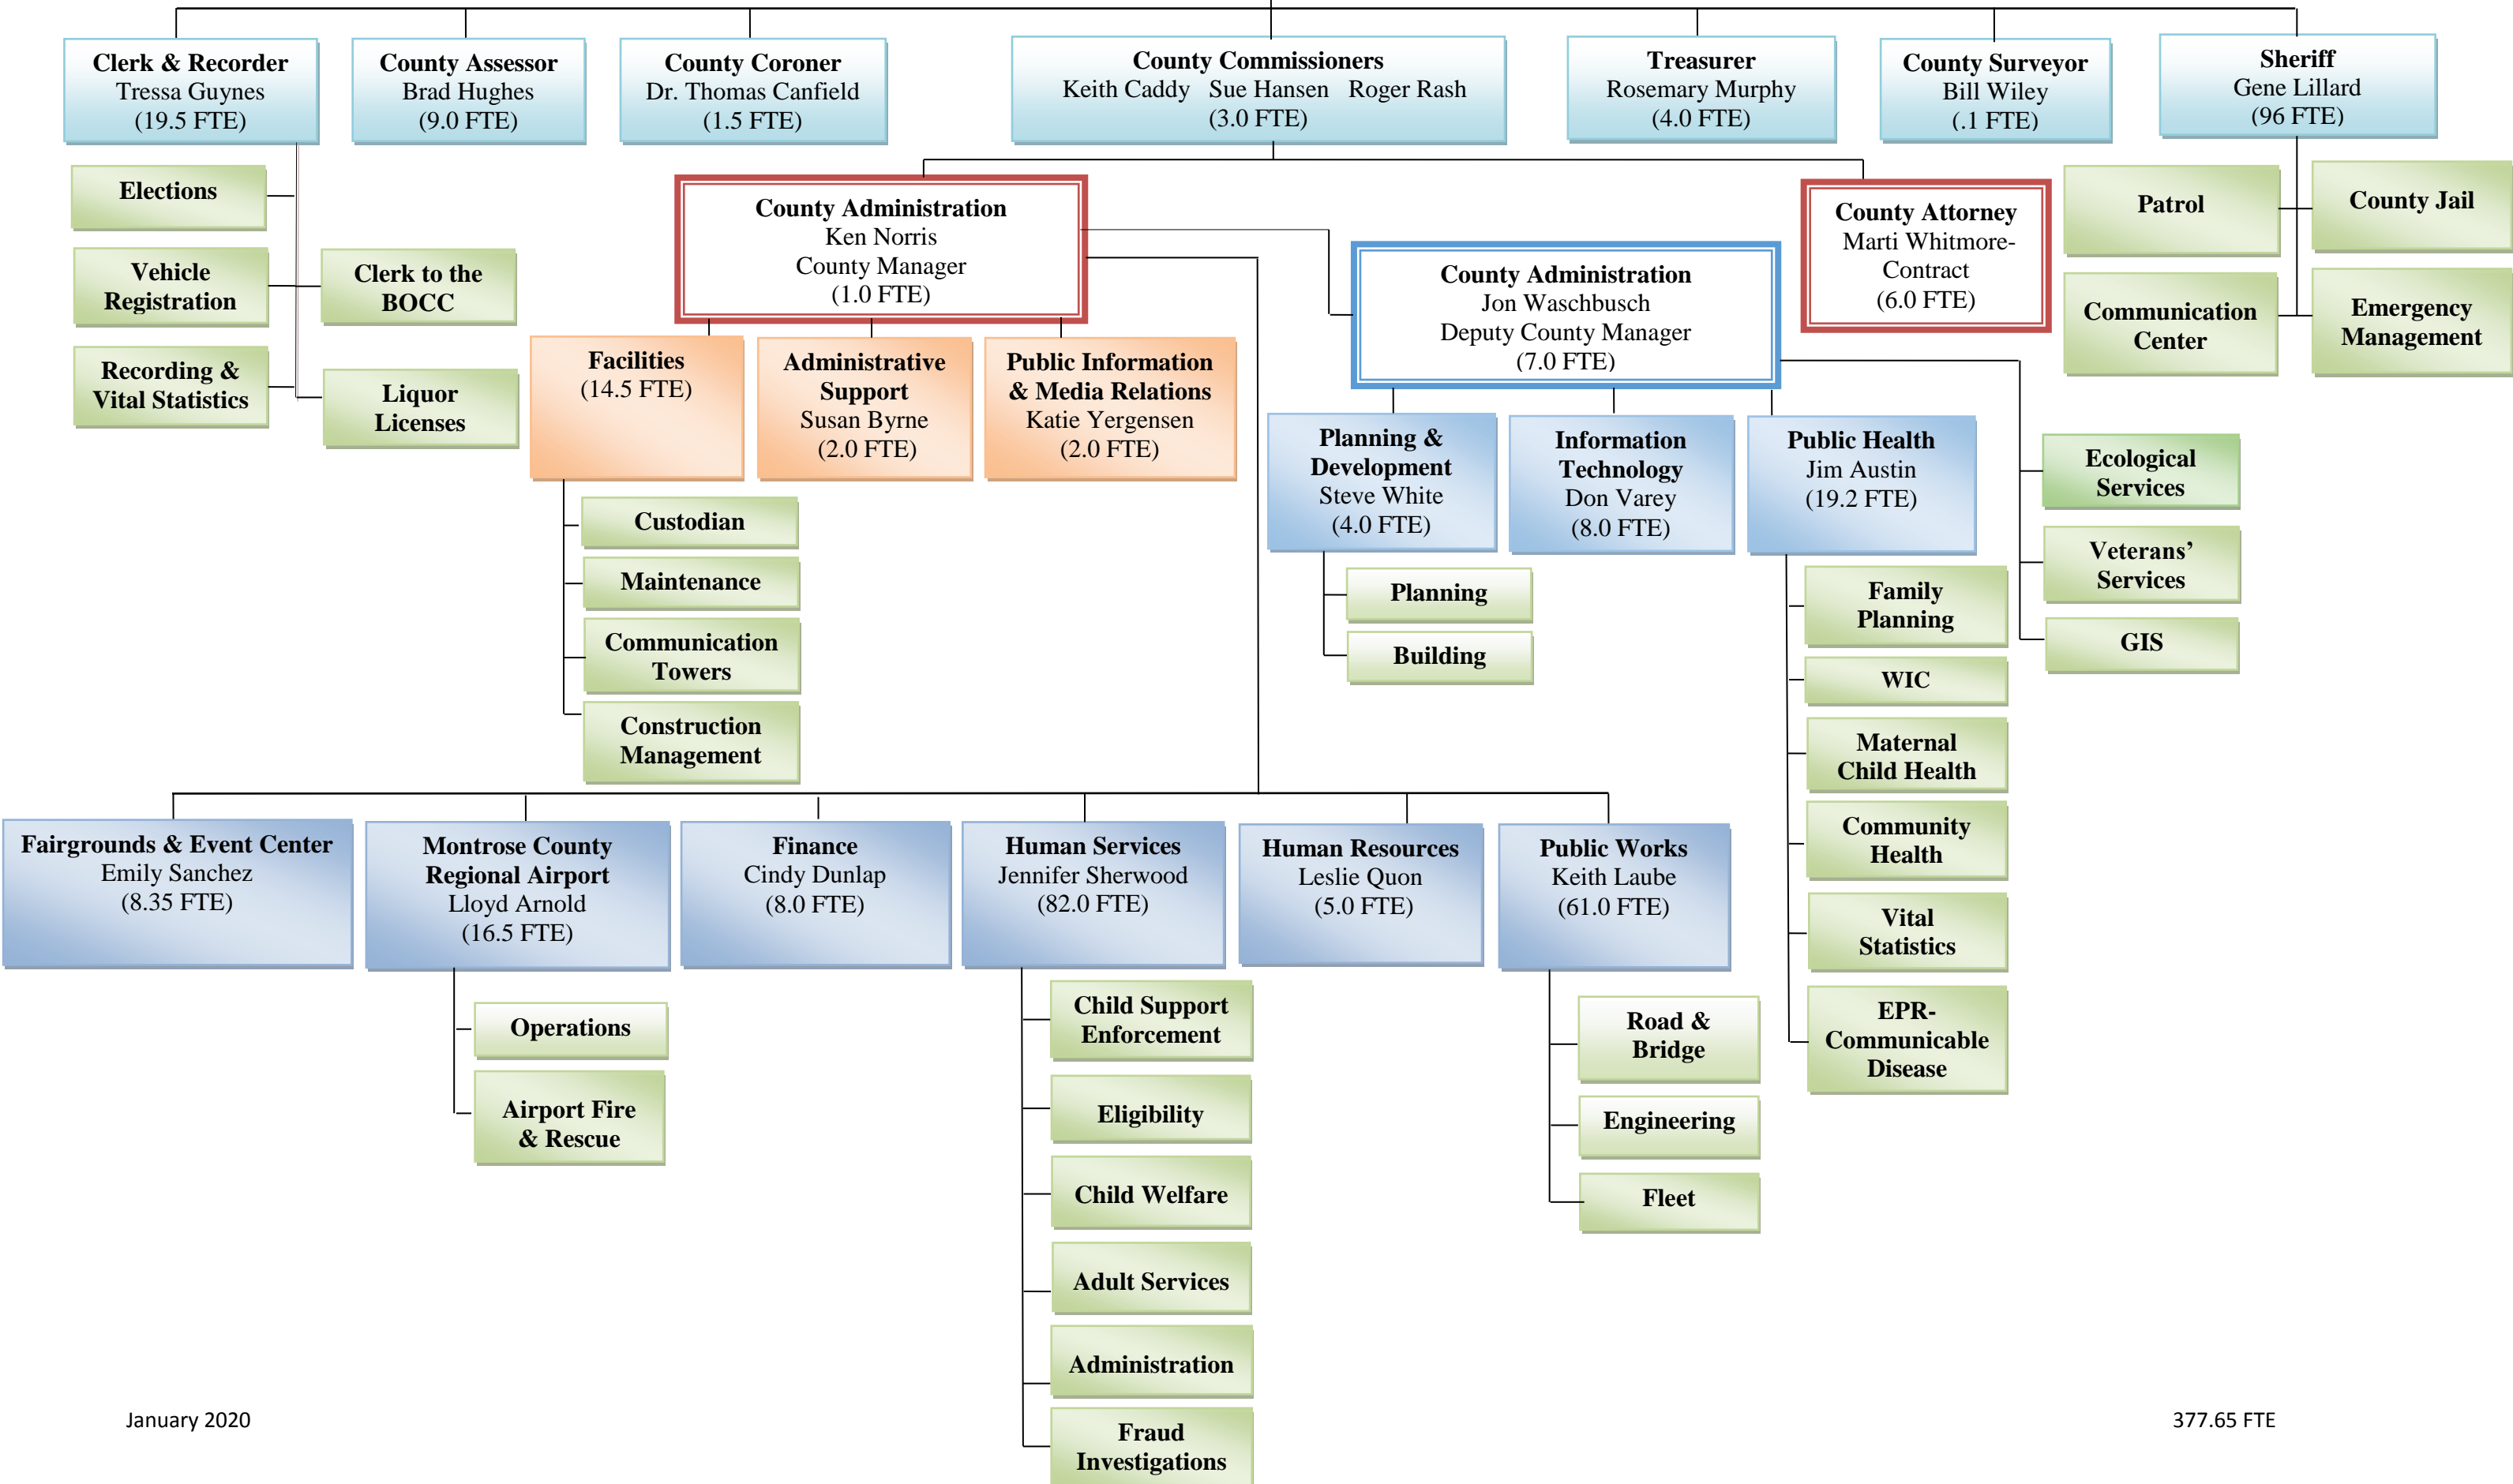 Clerk & Recorder
Tressa Guynes
(19.5 FTE)
County Assessor
Brad Hughes
(9.0 FTE)
County Coroner
Dr. Thomas Canfield
(1.5 FTE)
County Commissioners
Keith Caddy   Sue Hansen   Roger Rash
(3.0 FTE)
Treasurer
Rosemary Murphy
(4.0 FTE)
County Surveyor
Bill Wiley
(.1 FTE)
Sheriff
Gene Lillard
(96 FTE)
Elections
Vehicle
Registration
Recording &
Vital Statistics
Clerk to the
BOCC
Liquor
Licenses
County Administration
Ken Norris
County Manager
(1.0 FTE)
County Administration
Jon Waschbusch
Deputy County Manager
(7.0 FTE)
County Attorney
Marti Whitmore-
Contract
(6.0 FTE)
Patrol
County Jail
Communication
Center
Emergency
Management
Facilities
(14.5 FTE)
Administrative
Support
Susan Byrne
(2.0 FTE)
Public Information
& Media Relations
Katie Yergensen
(2.0 FTE)
Custodian
Maintenance
Communication
Towers
Construction
Management
Planning &
Development
Steve White
(4.0 FTE)
Information
Technology
Don Varey
(8.0 FTE)
Public Health
Jim Austin
(19.2 FTE)
Ecological
Services
Veterans’
Services
GIS
Planning
Building
Family
Planning
WIC
Maternal
Child Health
Community
Health
Vital
Statistics
EPR-
Communicable
Disease
Fairgrounds & Event Center
Emily Sanchez
(8.35 FTE)
Montrose County
Regional Airport
Lloyd Arnold
(16.5 FTE)
Finance
Cindy Dunlap
(8.0 FTE)
Human Services
Jennifer Sherwood
(82.0 FTE)
Human Resources
Leslie Quon
(5.0 FTE)
Public Works
Keith Laube
(61.0 FTE)
Operations
Airport Fire
& Rescue
Child Support
Enforcement
Eligibility
Child Welfare
Adult Services
Administration
Fraud
Investigations
Road &
Bridge
Engineering
Fleet
January 2020
377.65 FTE